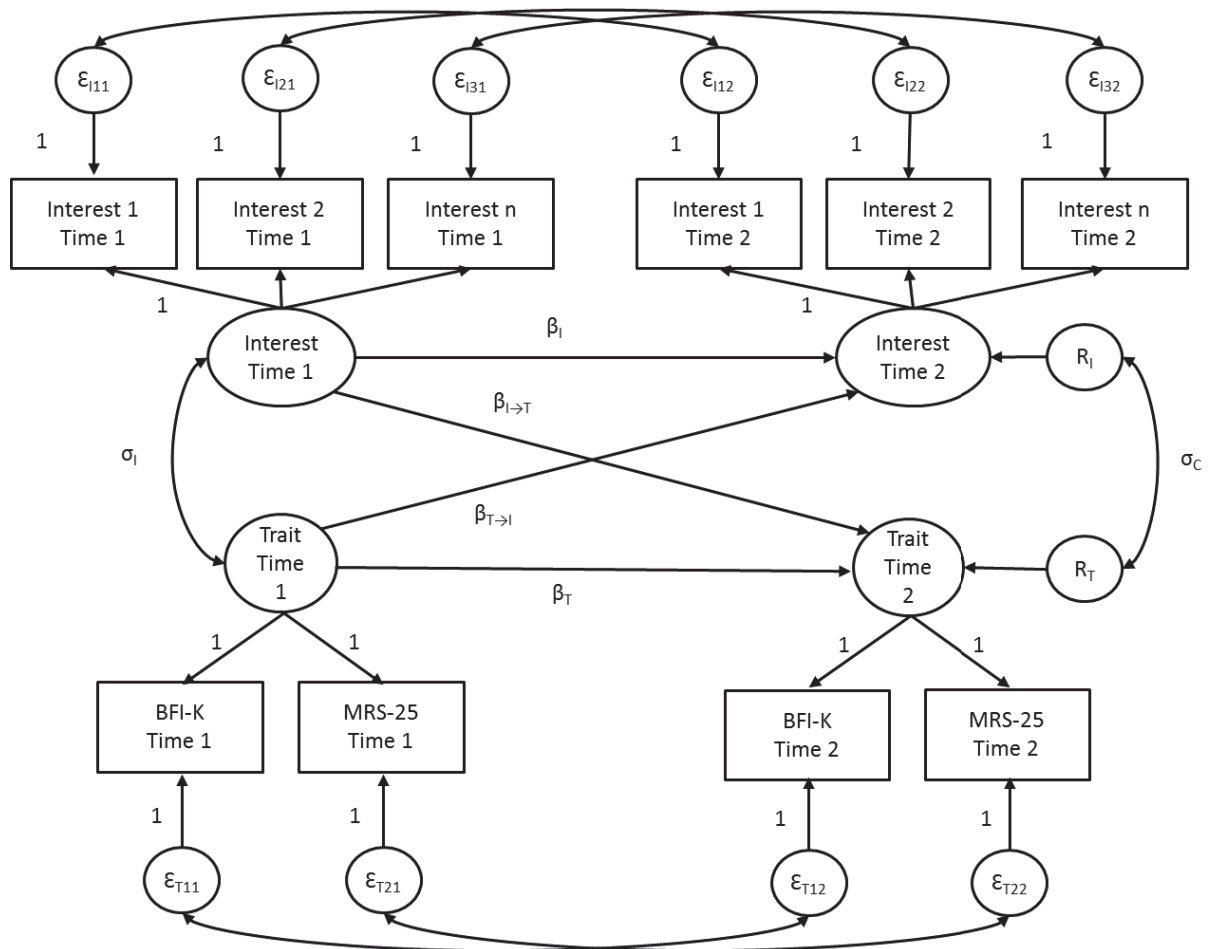 ε_I11
ε_I21
ε_I31
ε_I12
ε_I22
ε_I32
1
1
1
1
1
1
Interest 1
Time 1
Interest 2
Time 1
Interest n
Time 1
Interest 1
Time 2
Interest 2
Time 2
Interest n
Time 2
1
1
Interest
Time 1
β_I
Interest
Time 2
R_I
β_I→T
σ_I
σ_C
β_T→I
Trait
Time
1
β_T
Trait
Time
2
R_T
1
1
1
1
BFI-K
Time 1
MRS-25
Time 1
BFI-K
Time 2
MRS-25
Time 2
1
1
1
1
ε_T11
ε_T21
ε_T12
ε_T22